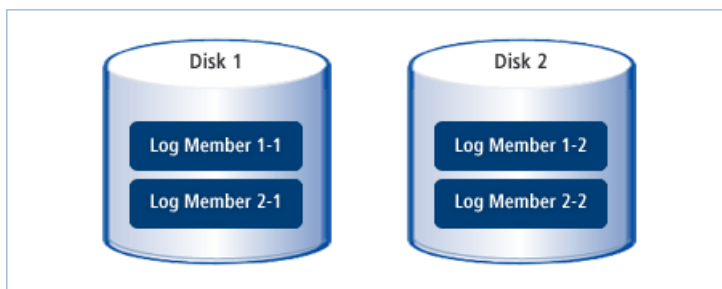 Disk 1
Log Member 1-1
Log Member 2-1
Disk 2
Log Member 1-2
Log Member 2-2